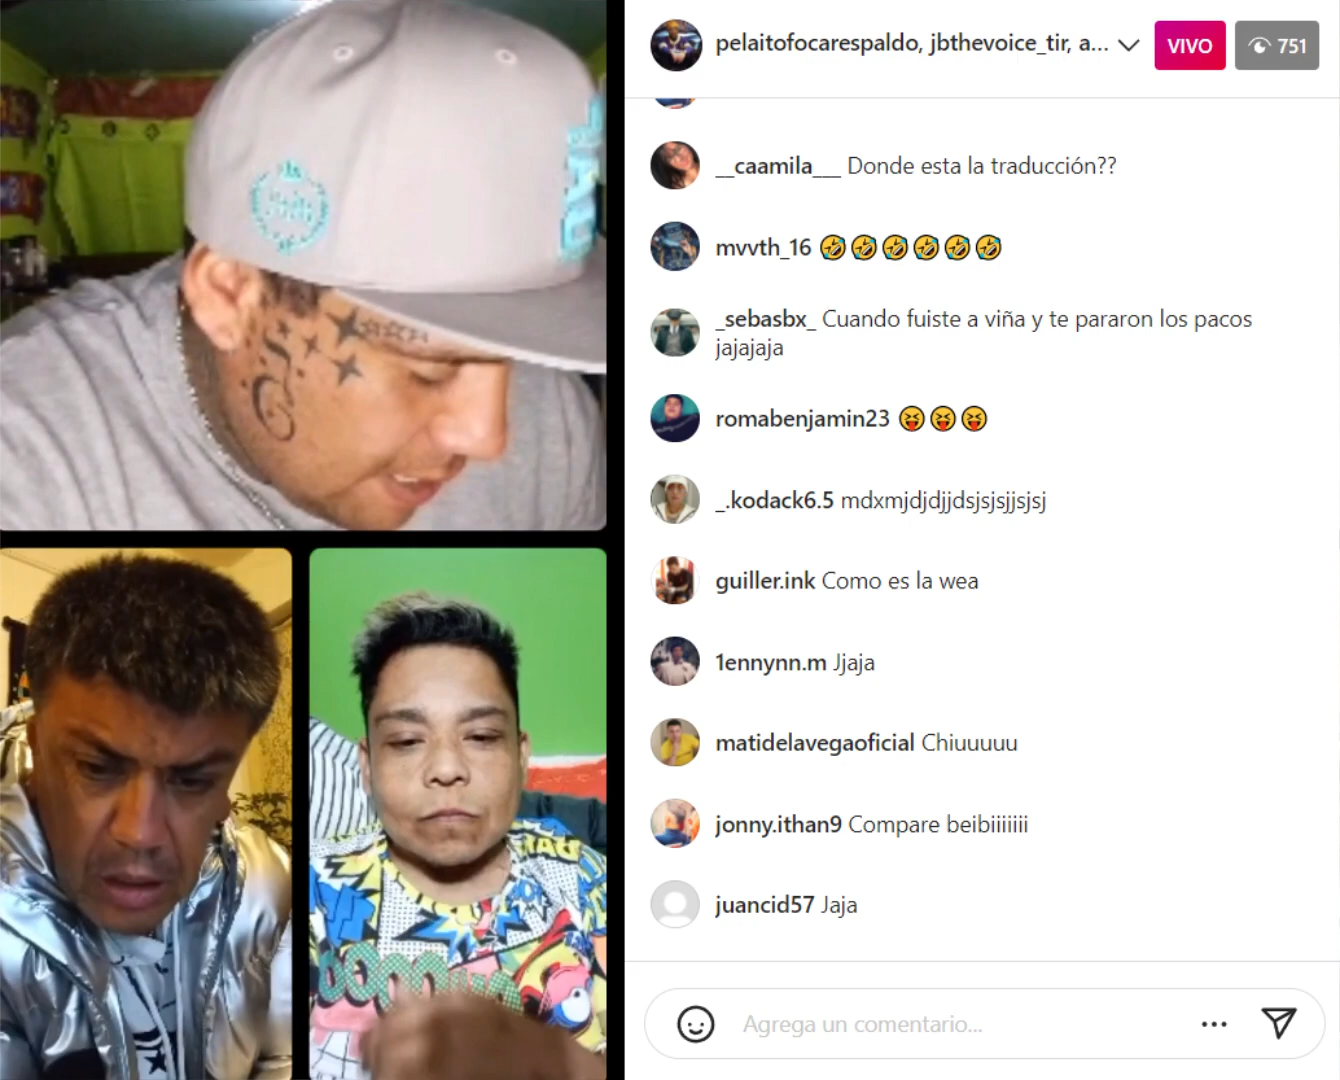 pelaitofocarespaldo, jbthevoice_tir, a...
VIVO
751
__caamila___ Donde esta la traducción??
mvvth_16 🤣🤣🤣🤣🤣🤣
_sebasbx_ Cuando fuiste a viña y te pararon los pacos
jajajaja
romabenjamin23 😝😝😝
_.kodack6.5 mdxmjdjdjjdsjsjsjjsjsj
guiller.ink Como es la wea
1ennynn.m Jjaja
matidelavegaoficial Chiuuuuu
jonny.ithan9 Compare beibiiiiiii
juancid57 Jaja
Agrega un comentario...